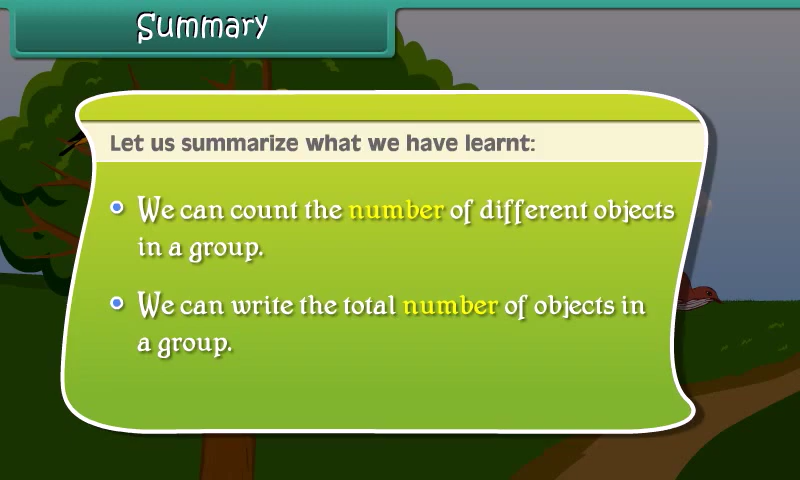 Summary
Let us summarize what we have learnt:
We can count the number of different objects
in a group.
We can write the total number of objects in
a group.